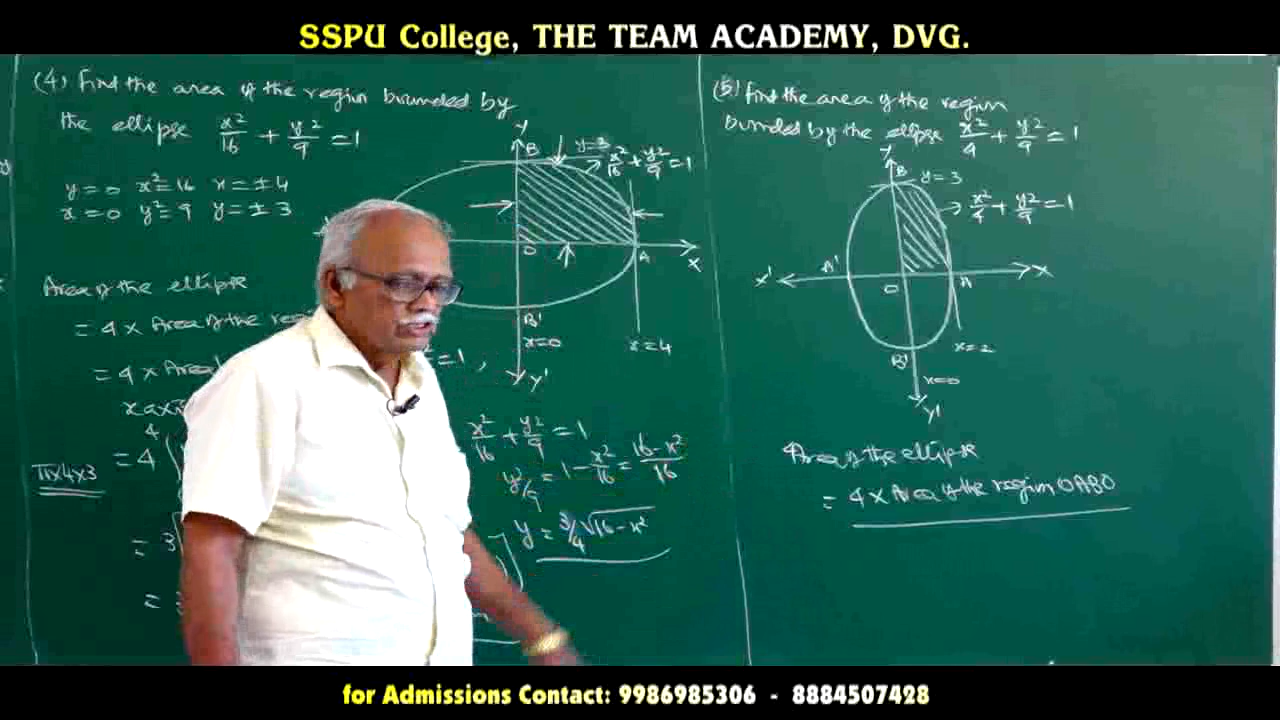 SSPU College, THE TEAM ACADEMY, DVG.
(4) Find the area of the region bounded by
the ellipse x²/16 + y²/9 = 1
y=0 x²=16 x=±4
x=0 y²=9 y=±3
Area of the ellipse
= 4 × Area of the
= 4 × Area
= 4
π×4×3
= 3
Y
B
y=3
x²/16 + y²/9 = 1
O
A
X
B'
x=0
x=4
Y'
=1,
x²/16 + y²/9 = 1
y²/9 = 1 - x²/16 = 16-x²/16
y = 3/4 √16-x²
(5) Find the area of the region
bounded by the ellipse x²/4 + y²/9 = 1
Y
B
y=3
x²/4 + y²/9 = 1
X'
A'
O
A
X
B'
x=2
x=0
Y'
Area of the ellipse
= 4 × Area of the region OABO
for Admissions Contact: 9986985306 - 8884507428